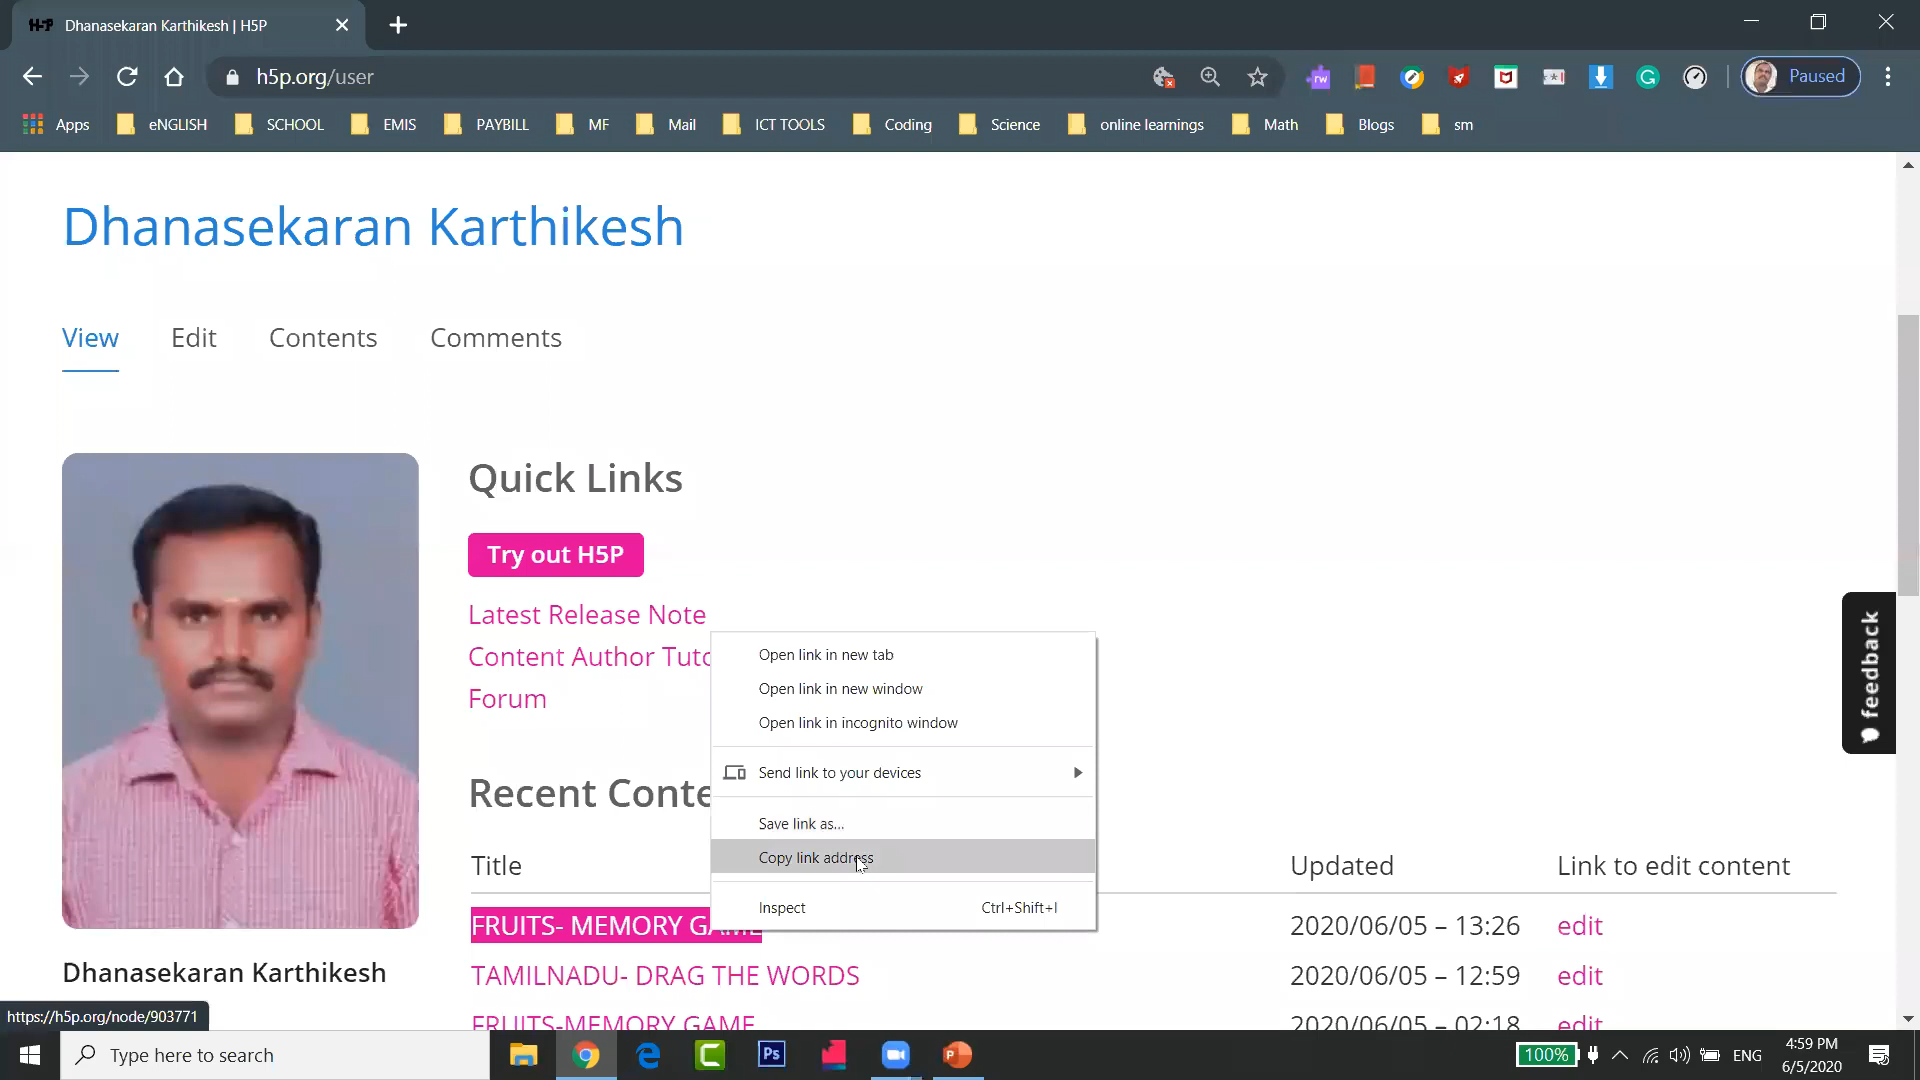 Dhanasekaran Karthikesh | H5P
h5p.org/user
Paused
Apps eNGLISH SCHOOL EMIS PAYBILL MF Mail ICT TOOLS Coding Science online learnings Math Blogs sm
Dhanasekaran Karthikesh
View Edit Contents Comments
Quick Links
Try out H5P
Latest Release Note
Content Author Tuto
Forum
Open link in new tab
Open link in new window
Open link in incognito window
Send link to your devices
Save link as...
Copy link address
Inspect Ctrl+Shift+I
feedback
Recent Conte
Title Updated Link to edit content
FRUITS- MEMORY GAME 2020/06/05 – 13:26 edit
TAMILNADU- DRAG THE WORDS 2020/06/05 – 12:59 edit
FRUITS-MEMORY GAME 2020/06/05 – 02:18 edit
Dhanasekaran Karthikesh
https://h5p.org/node/903771
Type here to search
Ps
100%
ENG
4:59 PM
6/5/2020